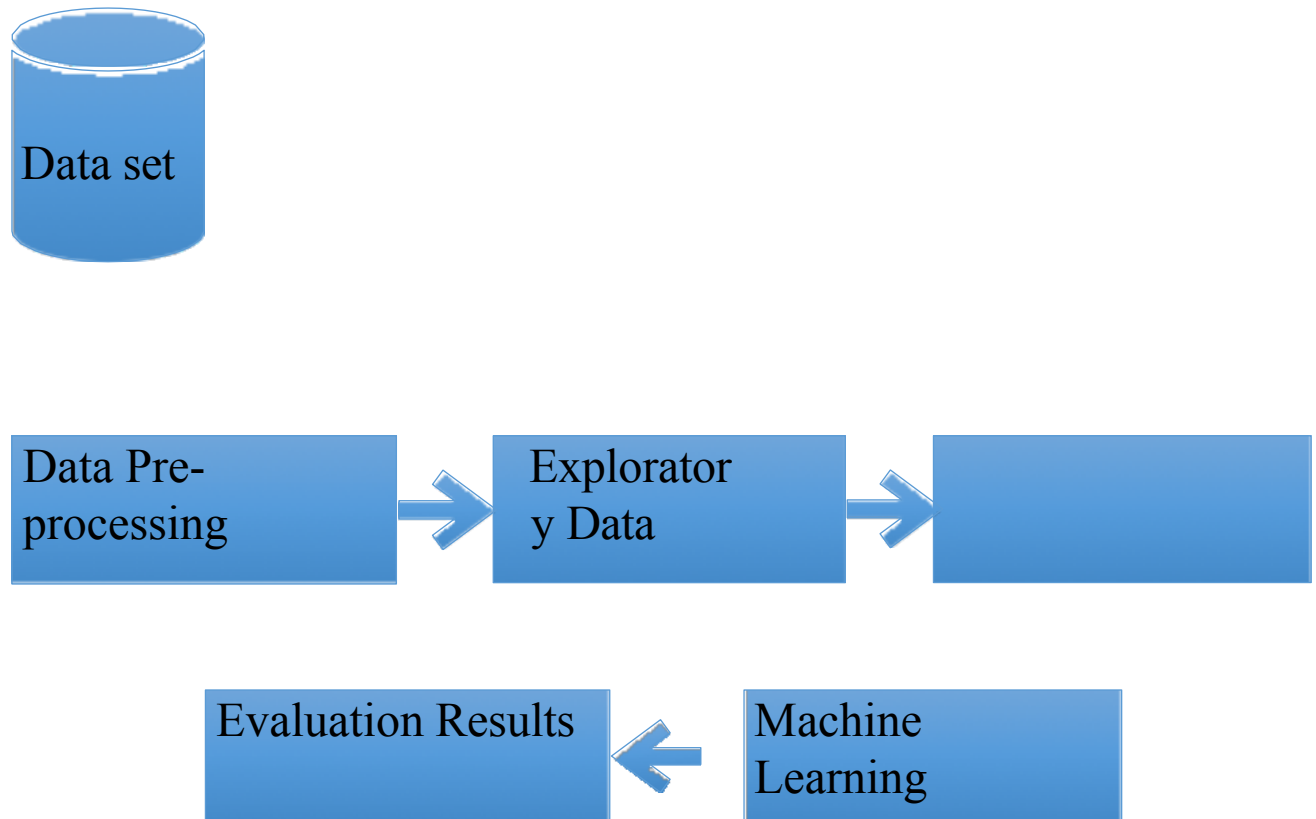 Data set
Data Pre-
processing
Explorator
y Data
Evaluation Results
Machine
Learning